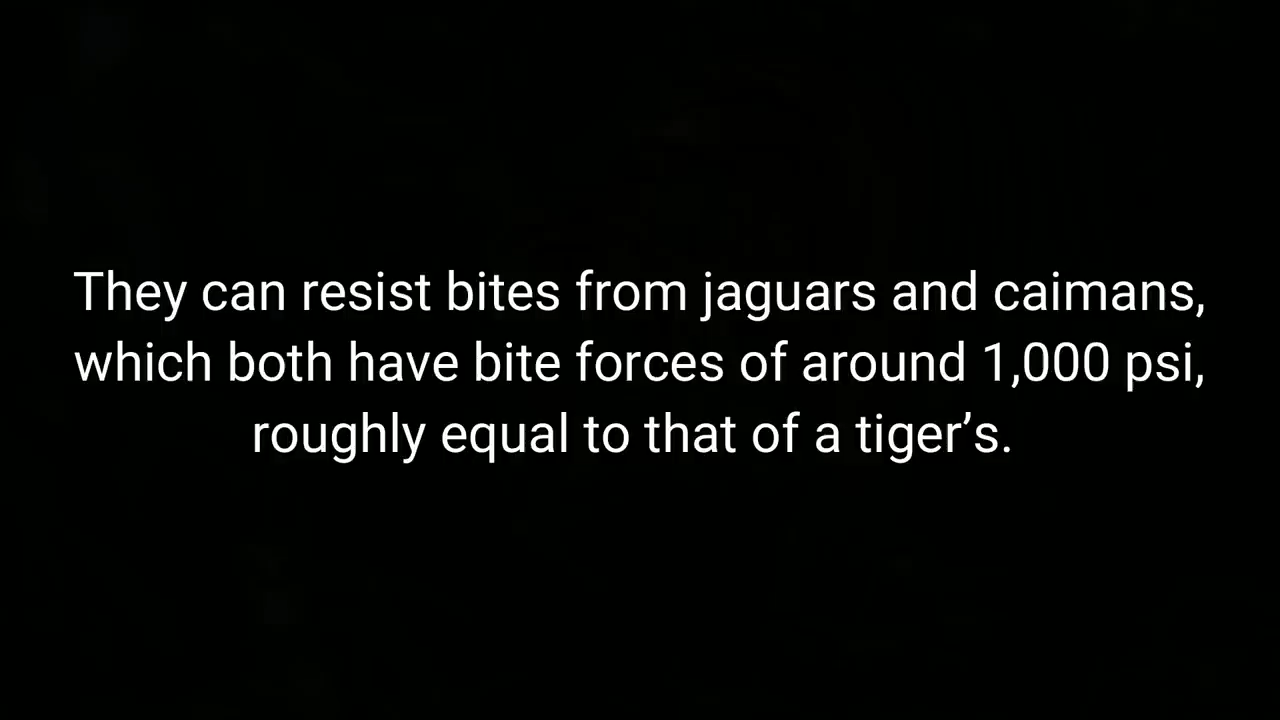 They can resist bites from jaguars and caimans,
which both have bite forces of around 1,000 psi,
roughly equal to that of a tiger’s.